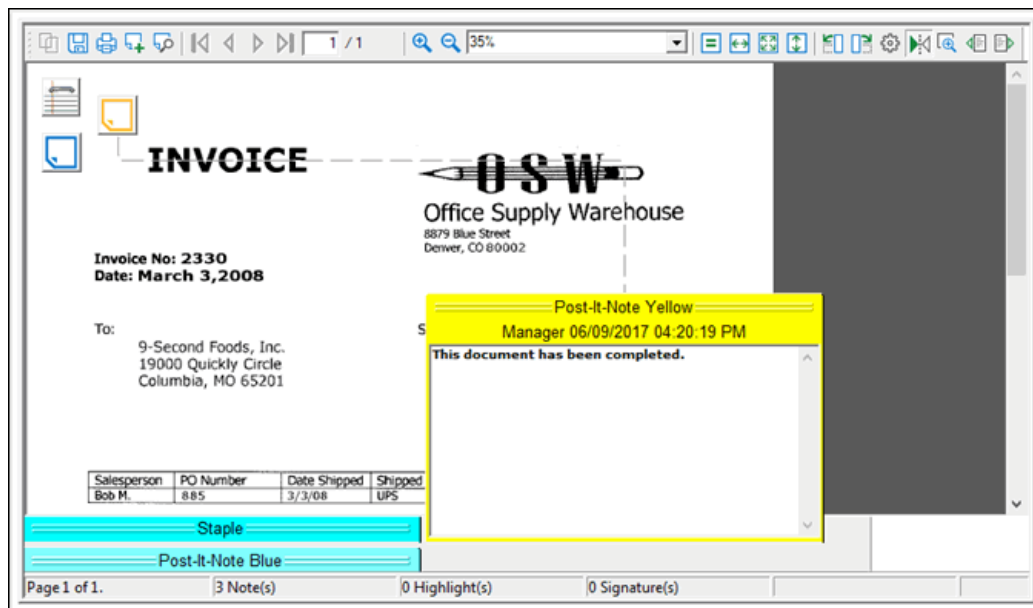 1 / 1
35%
INVOICE
OSW
Office Supply Warehouse
8879 Blue Street
Denver, CO 80002
Invoice No: 2330
Date: March 3,2008
To:
S
9-Second Foods, Inc.
19000 Quickly Circle
Columbia, MO 65201
Post-It-Note Yellow
Manager 06/09/2017 04:20:19 PM
This document has been completed.
Salesperson PO Number Date Shipped Shipped
Bob M. 885 3/3/08 UPS
Staple
Post-It-Note Blue
Page 1 of 1. 3 Note(s) 0 Highlight(s) 0 Signature(s)